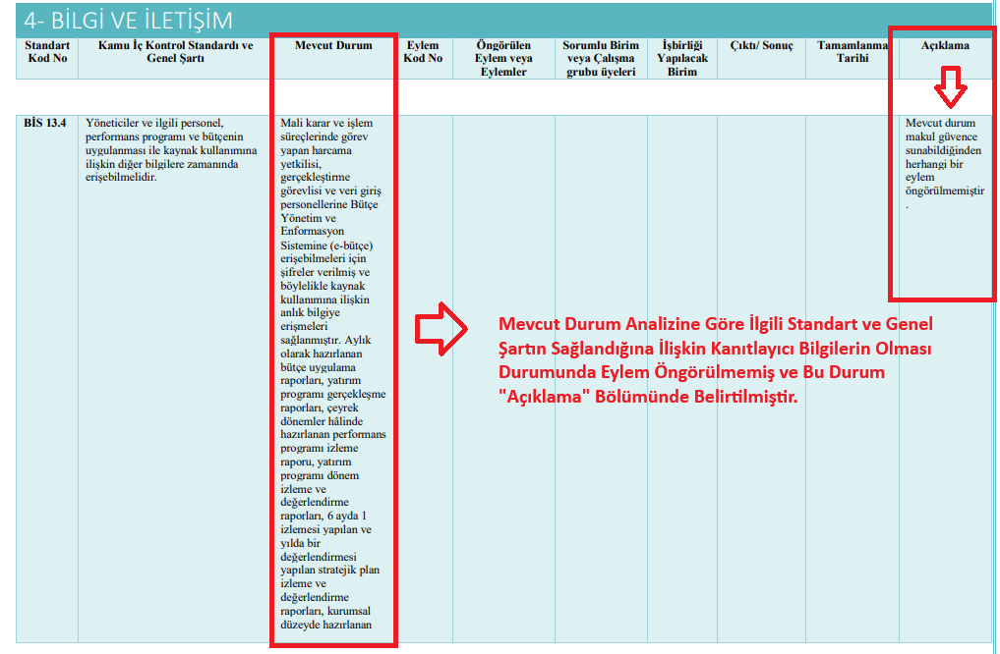 4- BİLGİ VE İLETİŞİM
Standart
Kod No
Kamu İç Kontrol Standardı ve
Genel Şartı
Mevcut Durum
Eylem
Kod No
Öngörülen
Eylem veya
Eylemler
Sorumlu Birim
veya Çalışma
grubu üyeleri
İşbirliği
Yapılacak
Birim
Çıktı/ Sonuç
Tamamlanma
Tarihi
Açıklama
BİS 13.4
Yöneticiler ve ilgili personel,
performans programı ve bütçenin
uygulanması ile kaynak kullanımına
ilişkin diğer bilgilere zamanında
erişebilmelidir.
Mali karar ve işlem
süreçlerinde görev
yapan harcama
yetkilisi,
gerçekleştirme
görevlisi ve veri giriş
personellerine Bütçe
Yönetim ve
Enformasyon
Sistemine (e-bütçe)
erişebilmeleri için
şifreler verilmiş ve
böylelikle kaynak
kullanımına ilişkin
anlık bilgiye
erişmeleri
sağlanmıştır. Aylık
olarak hazırlanan
bütçe uygulama
raporları, yatırım
programı gerçekleşme
raporları, çeyrek
dönemler hâlinde
hazırlanan performans
programı izleme
raporu, yatırım
programı dönem
izleme ve
değerlendirme
raporları, 6 ayda 1
izlemesi yapılan ve
yılda bir
değerlendirmesi
yapılan stratejik plan
izleme ve
değerlendirme
raporları, kurumsal
düzeyde hazırlanan
Mevcut durum
makul güvence
sunabildiğinden
herhangi bir
eylem
öngörülmemiştir
.
Mevcut Durum Analizine Göre İlgili Standart ve Genel
Şartın Sağlandığına İlişkin Kanıtlayıcı Bilgilerin Olması
Durumunda Eylem Öngörülmemiş ve Bu Durum
"Açıklama" Bölümünde Belirtilmiştir.